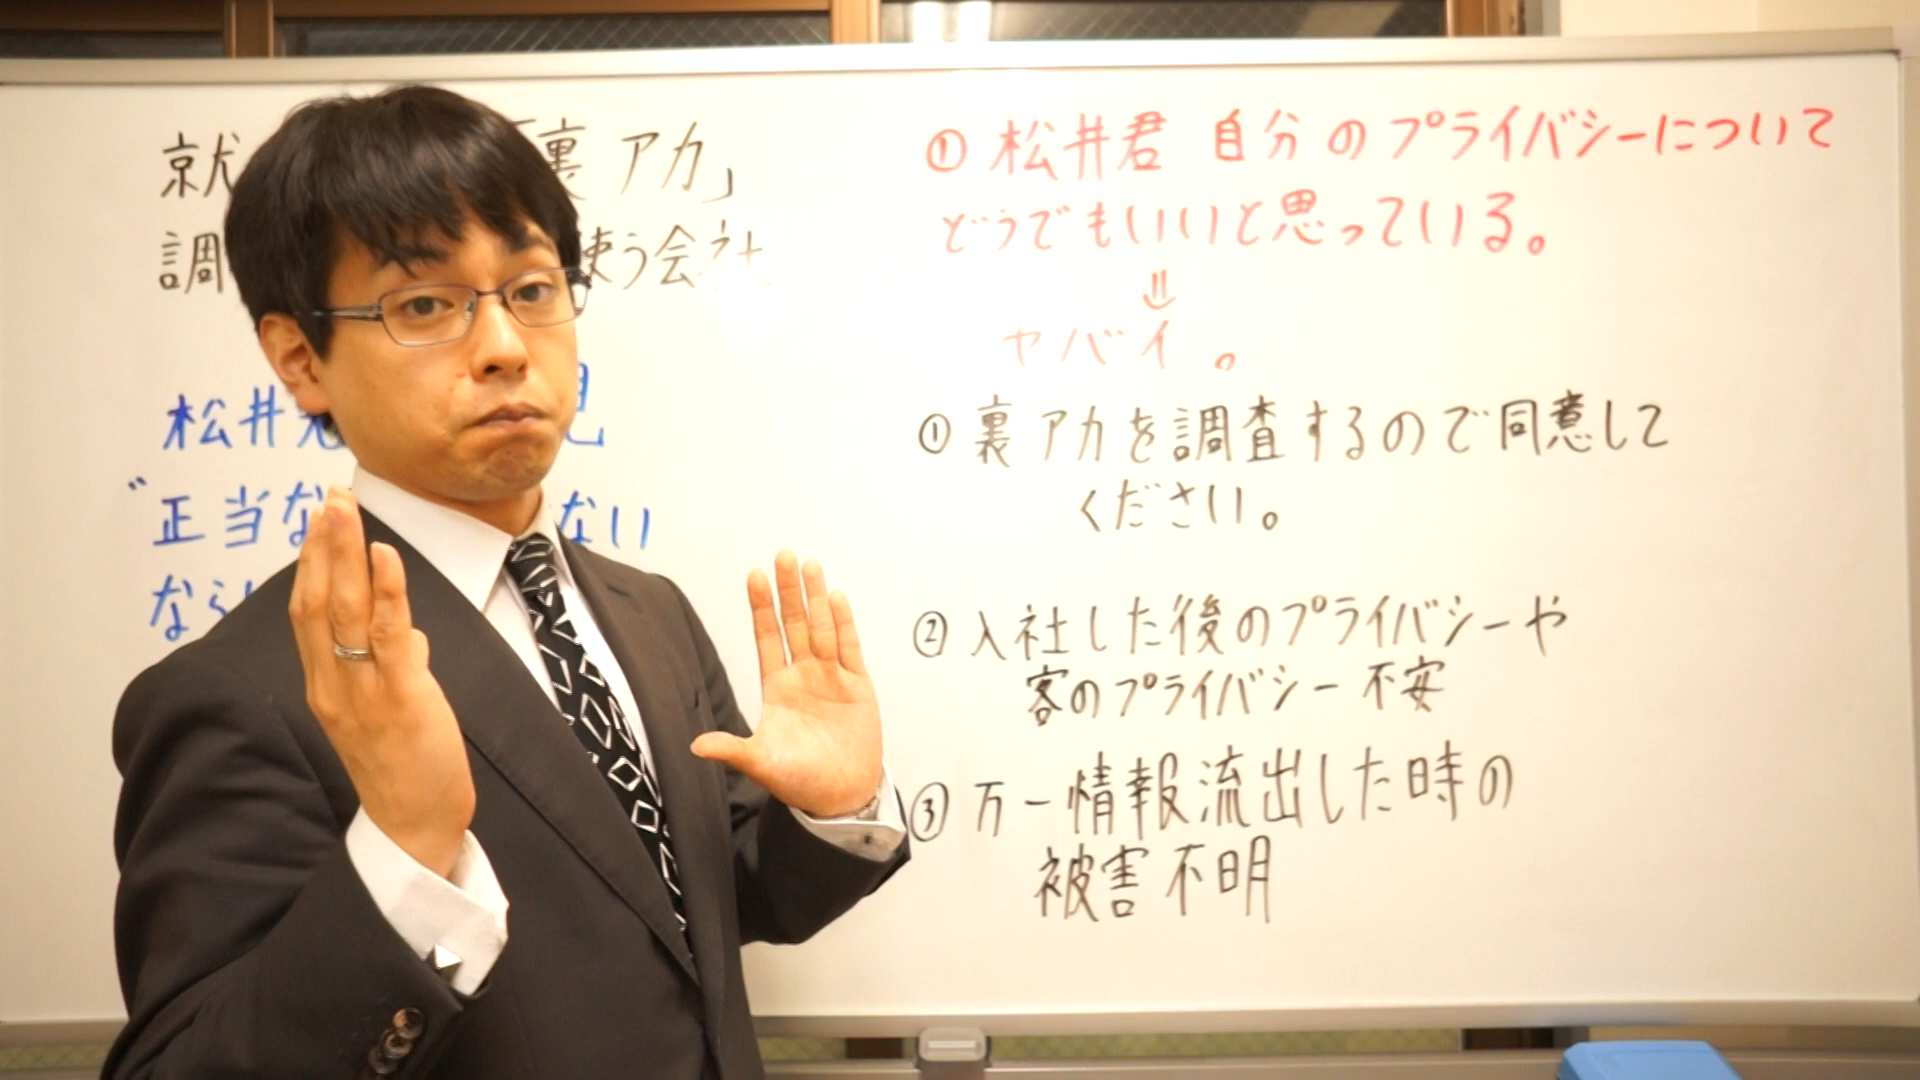 就 「裏アカ」
調 使う会社
松井君
"正当な ない
なら
① 松井君 自分のプライバシーについて
どうでもいいと思っている。
⇓
ヤバイ。
① 裏アカを調査するので同意して
ください。
② 入社した後のプライバシーや
客のプライバシー不安
③ 万一情報流出した時の
被害不明